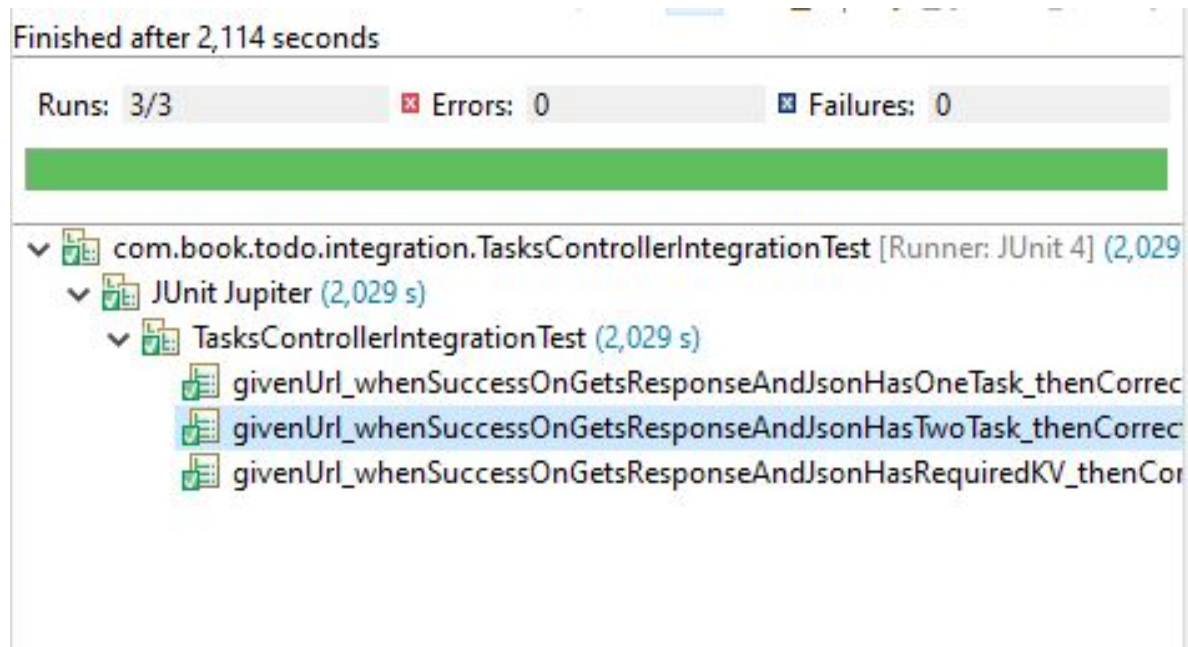 Finished after 2,114 seconds
Runs: 3/3 Errors: 0 Failures: 0
com.book.todo.integration.TasksControllerIntegrationTest [Runner: JUnit 4] (2,029
JUnit Jupiter (2,029 s)
TasksControllerIntegrationTest (2,029 s)
givenUrl_whenSuccessOnGetsResponseAndJsonHasOneTask_thenCorrec
givenUrl_whenSuccessOnGetsResponseAndJsonHasTwoTask_thenCorrec
givenUrl_whenSuccessOnGetsResponseAndJsonHasRequiredKV_thenCor